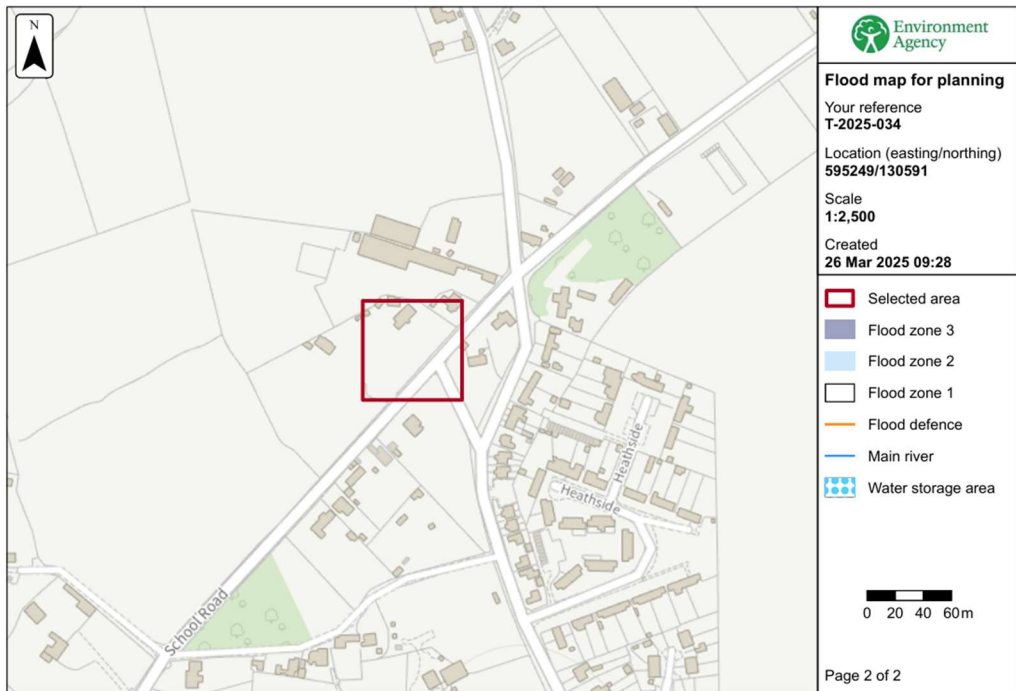 N
School Road
Heathside
Heathside
Environment
Agency
Flood map for planning
Your reference
T-2025-034
Location (easting/northing)
595249/130591
Scale
1:2,500
Created
26 Mar 2025 09:28
Selected area
Flood zone 3
Flood zone 2
Flood zone 1
Flood defence
Main river
Water storage area
0 20 40 60m
Page 2 of 2